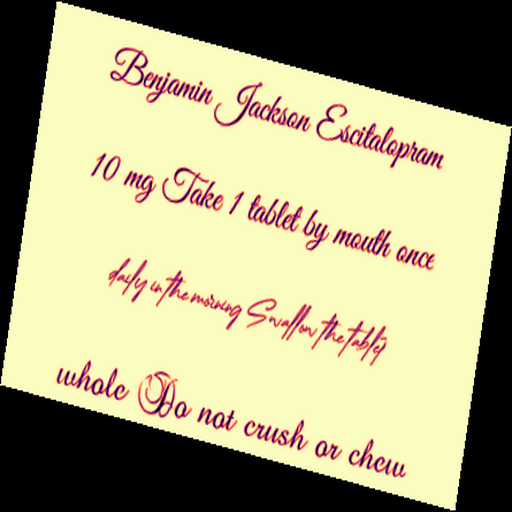 Benjamin Jackson Escitalopram
10 mg Take 1 tablet by mouth once
daily in the morning Swallow the tablet
whole Do not crush or chew